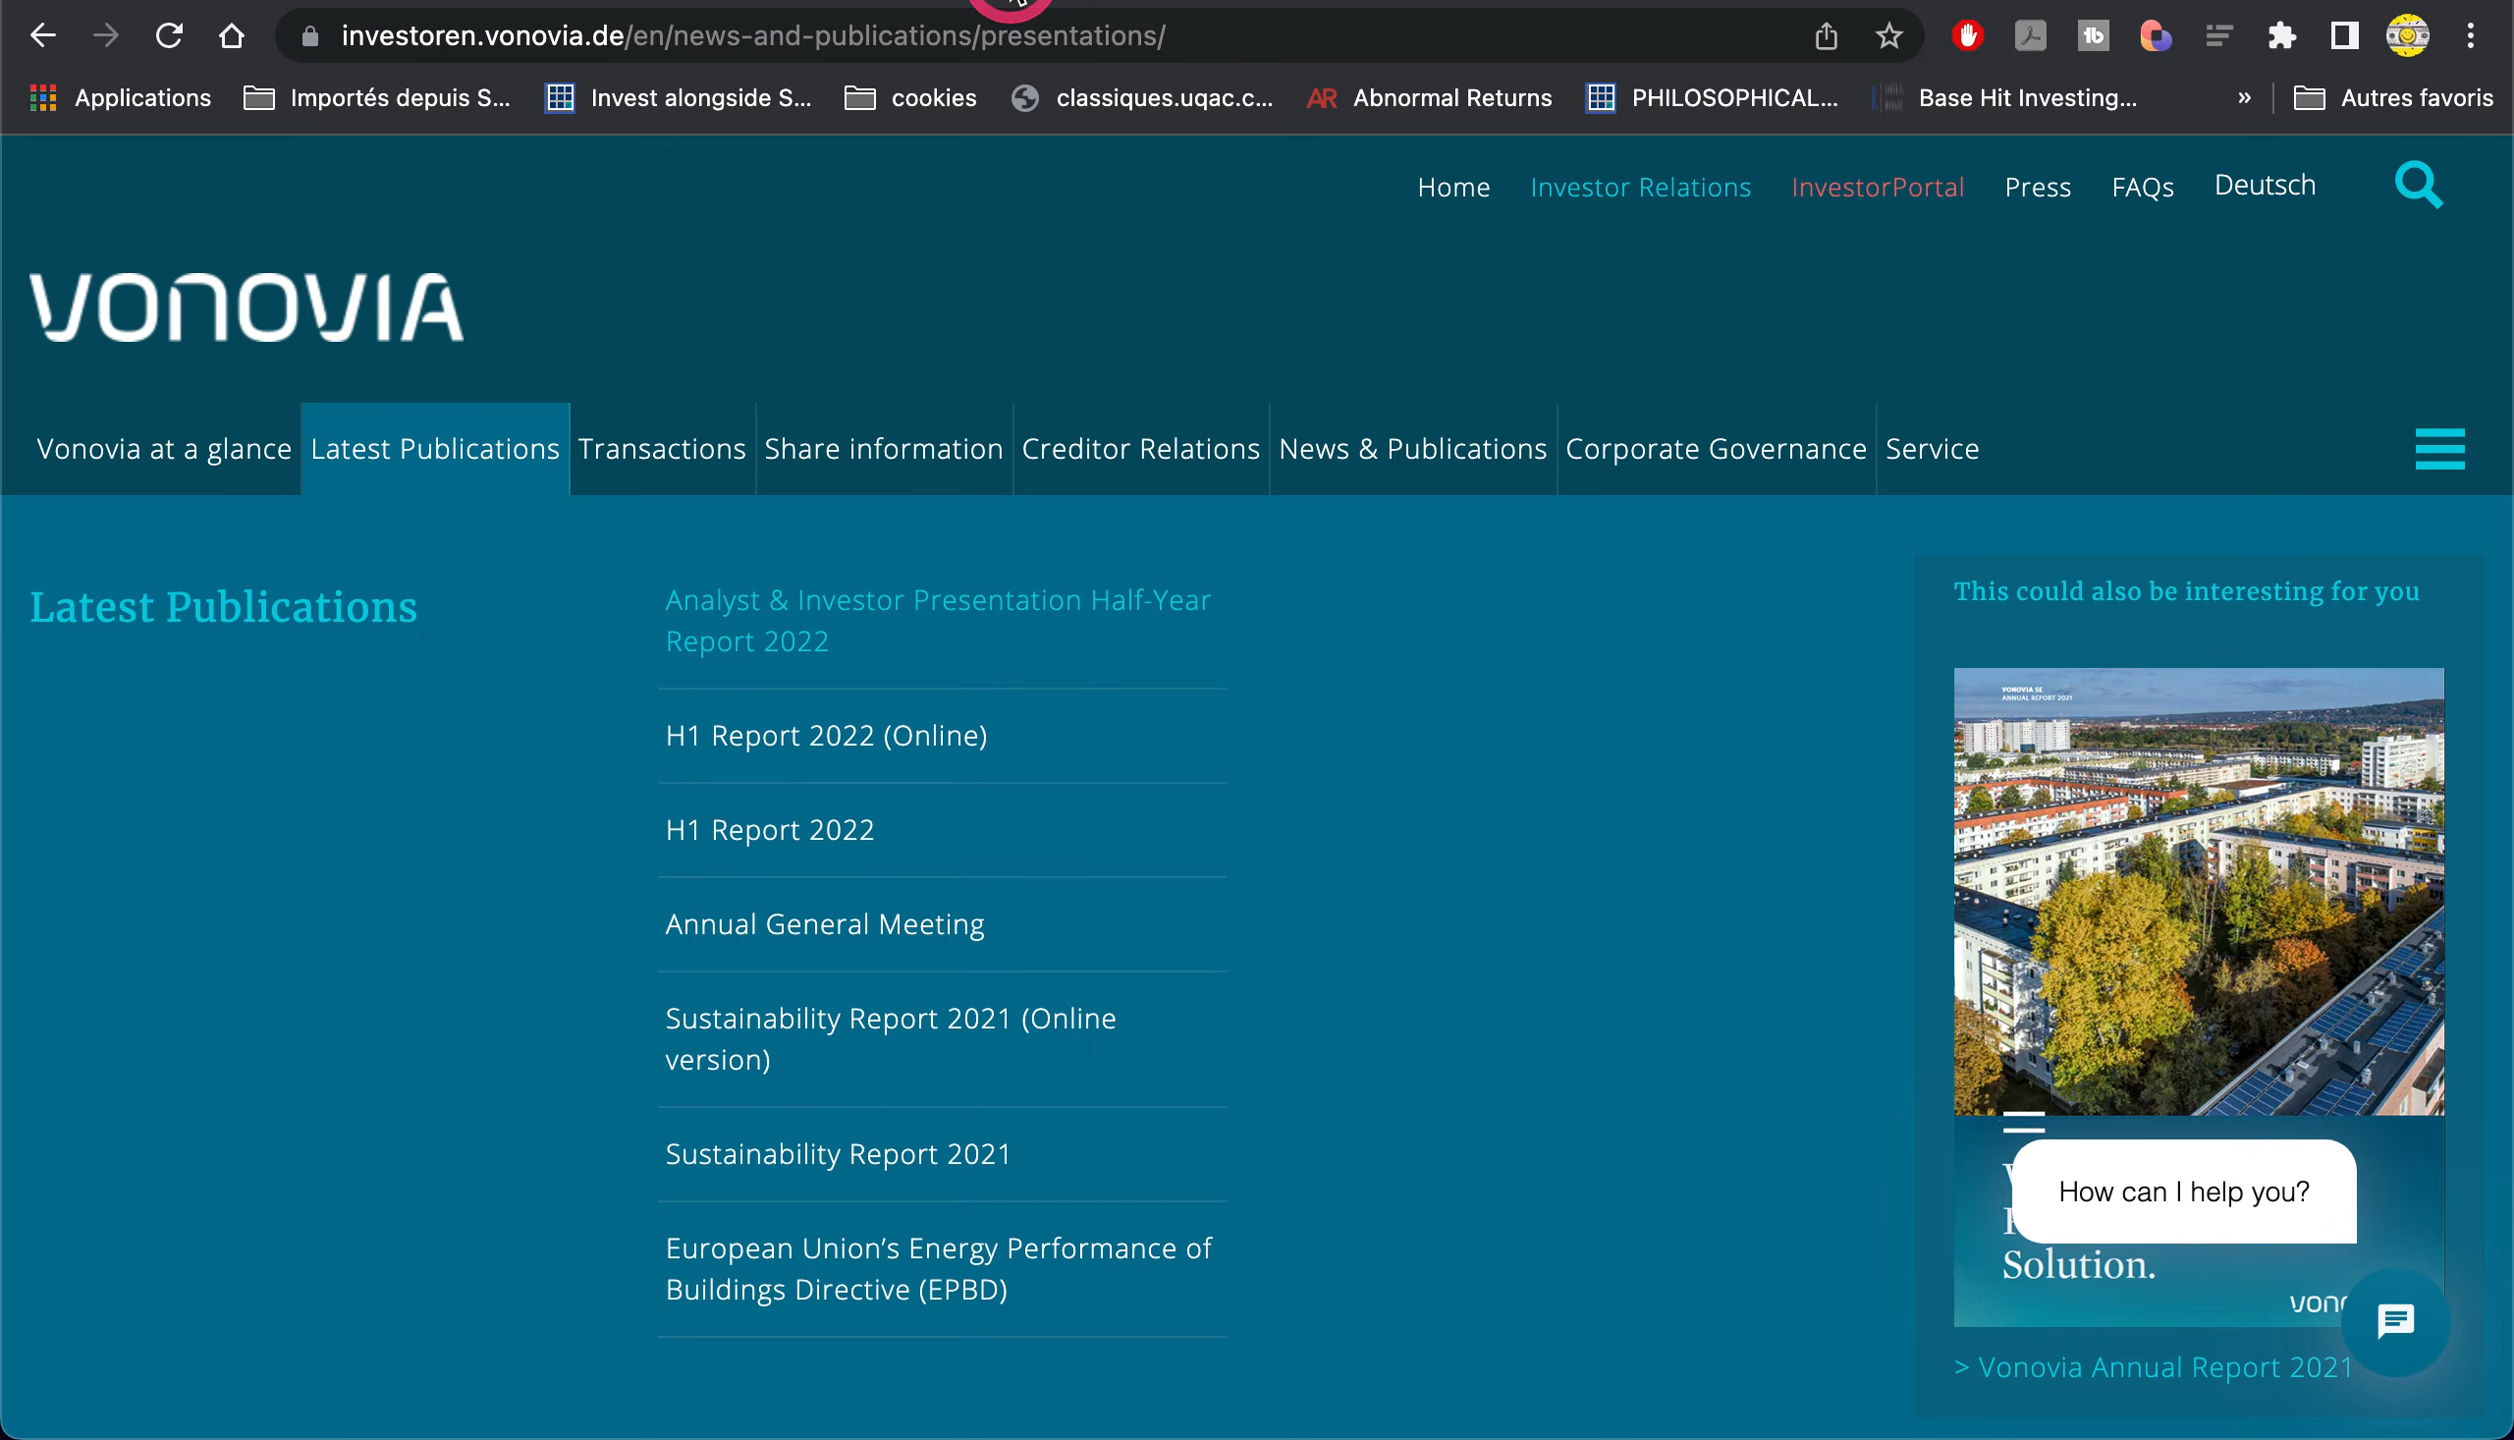 investoren.vonovia.de/en/news-and-publications/presentations/
Applications
Importés depuis S...
Invest alongside S...
cookies
classiques.uqac.c...
AR Abnormal Returns
PHILOSOPHICAL...
Base Hit Investing...
»
Autres favoris
Home
Investor Relations
InvestorPortal
Press
FAQs
Deutsch
VONOVIA
Vonovia at a glance
Latest Publications
Transactions
Share information
Creditor Relations
News & Publications
Corporate Governance
Service
Latest Publications
Analyst & Investor Presentation Half-Year
Report 2022
H1 Report 2022 (Online)
H1 Report 2022
Annual General Meeting
Sustainability Report 2021 (Online
version)
Sustainability Report 2021
European Union’s Energy Performance of
Buildings Directive (EPBD)
This could also be interesting for you
VONOVIA SE
ANNUAL REPORT 2021
How can I help you?
Solution.
> Vonovia Annual Report 2021